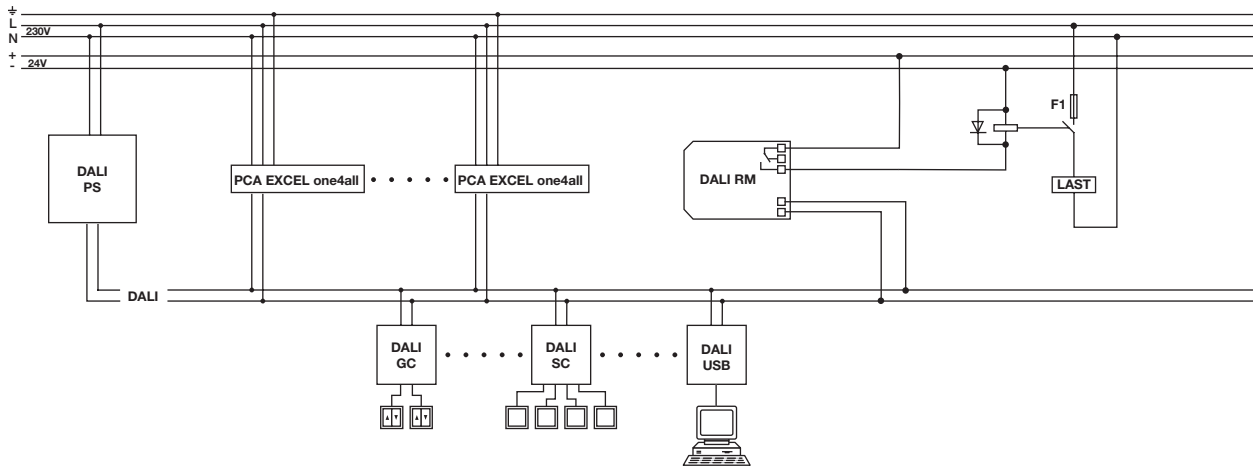 L
230V
N
+
24V
-
F1
DALI
PS
PCA EXCEL one4all
PCA EXCEL one4all
DALI RM
LAST
DALI
DALI
GC
DALI
SC
DALI
USB